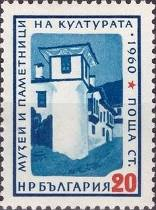 МУЗЕИ И ПАМЕТНИЦИ
НА КУЛТУРАТА
·1960★ПОЩА СТ.
НР БЪЛГАРИЯ 20